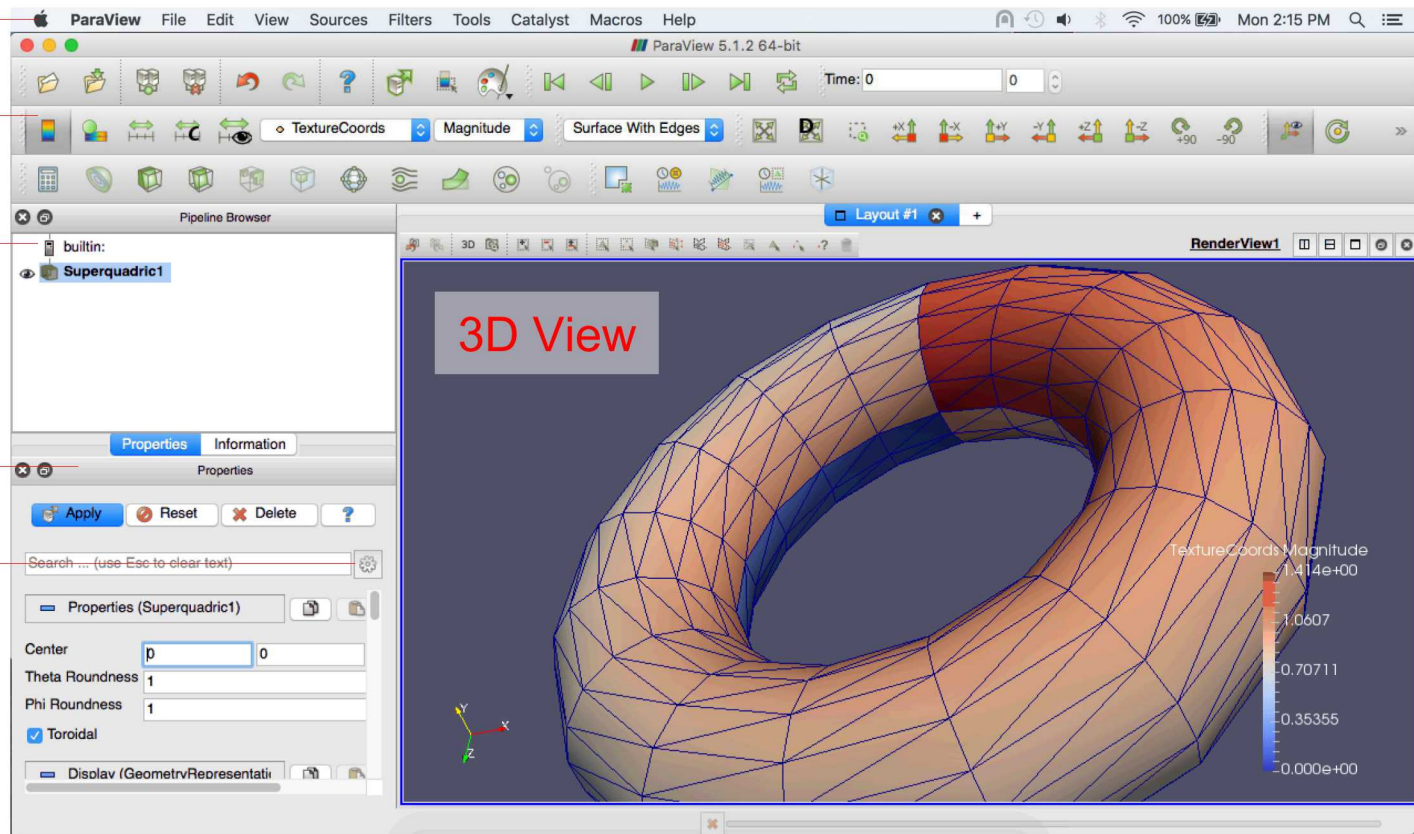 ParaView File Edit View Sources Filters Tools Catalyst Macros Help 100% Mon 2:15 PM
ParaView 5.1.2 64-bit
? Time: 0 0
C TextureCoords Magnitude Surface With Edges D +X -X +Y -Y +Z -Z +90 -90 »
Pipeline Browser Layout #1 +
builtin: 3D ? RenderView1
Superquadric1
3D View
Properties Information
Properties
Apply Reset Delete ?
Search ... (use Esc to clear text)
TextureCoords Magnitude
1.414e+00
Properties (Superquadric1)
1.0607
Center 0 0
Theta Roundness 1
0.70711
Phi Roundness 1
0.35355
Toroidal
Y X Z
Display (GeometryRepresentati
0.000e+00